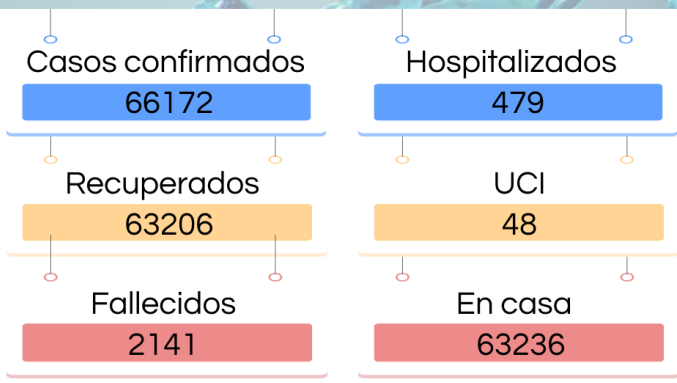 Casos confirmados
66172
Hospitalizados
479
Recuperados
63206
UCI
48
Fallecidos
2141
En casa
63236